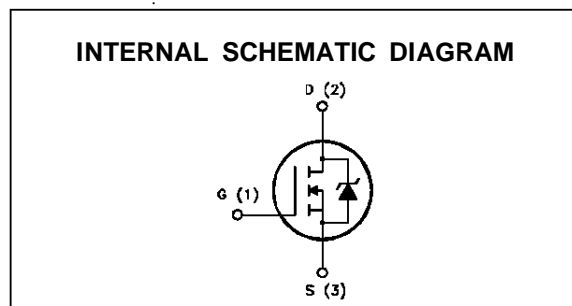 INTERNAL SCHEMATIC DIAGRAM
D (2)
G (1)
S (3)